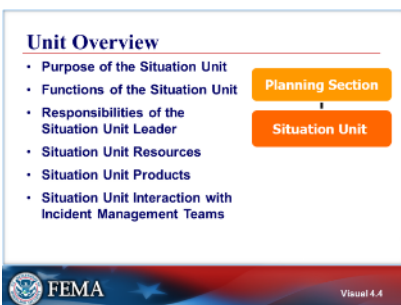 Unit Overview
• Purpose of the Situation Unit
• Functions of the Situation Unit
• Responsibilities of the
Situation Unit Leader
• Situation Unit Resources
• Situation Unit Products
• Situation Unit Interaction with
Incident Management Teams
Planning Section
Situation Unit
FEMA
Visual 4.4